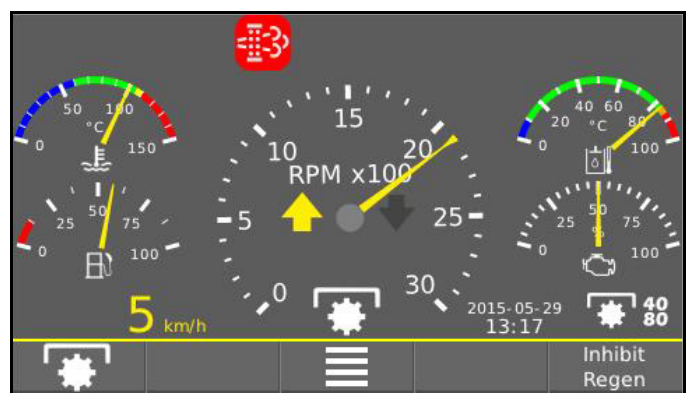 0 50 100 150
°C
0 25 50 75 100
RPM x100
0 5 10 15 20 25 30
0 20 40 60 80 100
°C
0 25 50 75 100
%
5 km/h
2015-05-29
13:17
40
80
Inhibit
Regen